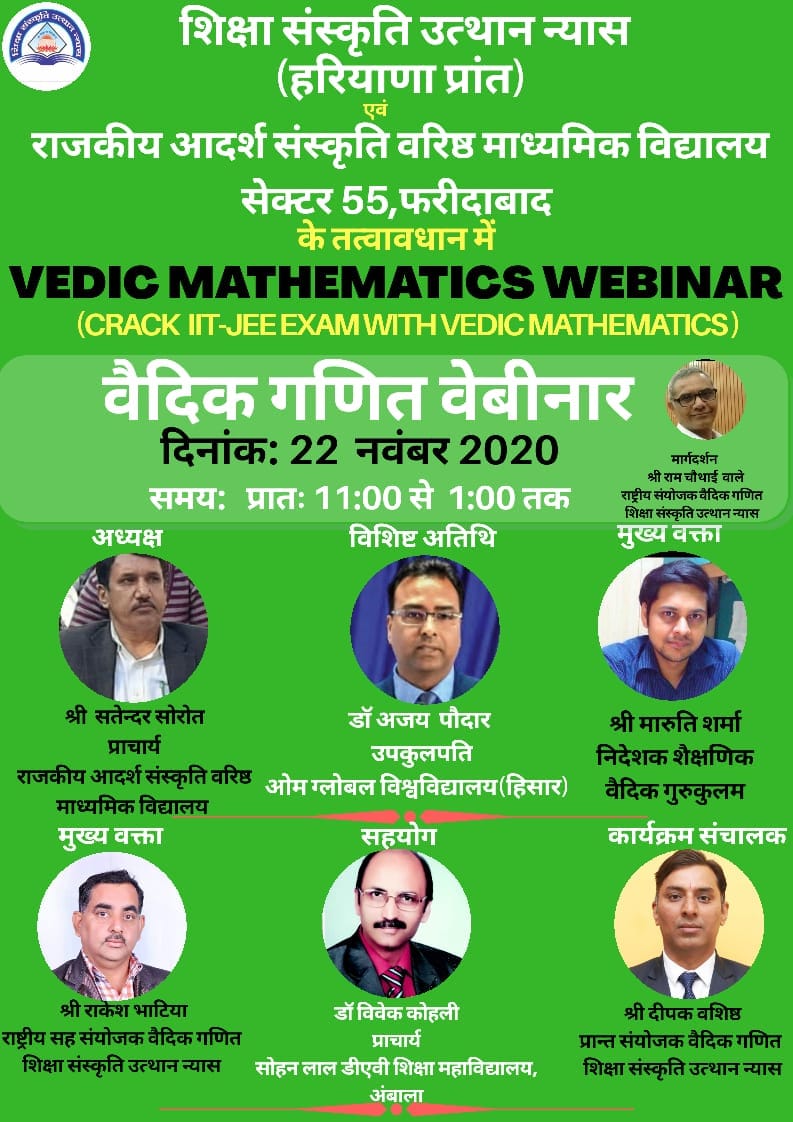 शिक्षा संस्कृति उत्थान न्यास
शिक्षा संस्कृति उत्थान न्यास
(हरियाणा प्रांत)
एवं
राजकीय आदर्श संस्कृति वरिष्ठ माध्यमिक विद्यालय
सेक्टर 55,फरीदाबाद
के तत्वावधान में
VEDIC MATHEMATICS WEBINAR
(CRACK IIT-JEE EXAM WITH VEDIC MATHEMATICS)
वैदिक गणित वेबीनार
दिनांक: 22 नवंबर 2020
समय: प्रातः 11:00 से 1:00 तक
मार्गदर्शन
श्री राम चौथाई वाले
राष्ट्रीय संयोजक वैदिक गणित
शिक्षा संस्कृति उत्थान न्यास
अध्यक्ष
श्री सतेन्दर सोरोत
प्राचार्य
राजकीय आदर्श संस्कृति वरिष्ठ
माध्यमिक विद्यालय
विशिष्ट अतिथि
डॉ अजय पौदार
उपकुलपति
ओम ग्लोबल विश्वविद्यालय(हिसार)
मुख्य वक्ता
श्री मारुति शर्मा
निदेशक शैक्षणिक
वैदिक गुरुकुलम
मुख्य वक्ता
श्री राकेश भाटिया
राष्ट्रीय सह संयोजक वैदिक गणित
शिक्षा संस्कृति उत्थान न्यास
सहयोग
डॉ विवेक कोहली
प्राचार्य
सोहन लाल डीएवी शिक्षा महाविद्यालय,
अंबाला
कार्यक्रम संचालक
श्री दीपक वशिष्ठ
प्रान्त संयोजक वैदिक गणित
शिक्षा संस्कृति उत्थान न्यास